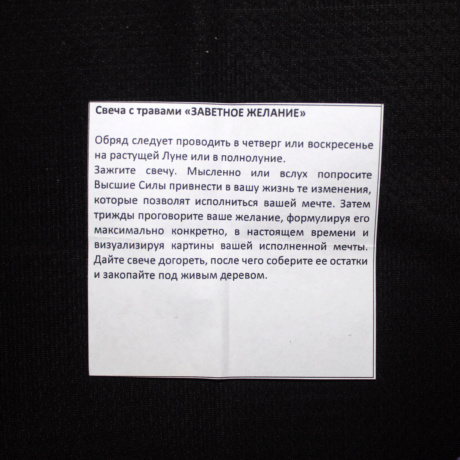 Свеча с травами «ЗАВЕТНОЕ ЖЕЛАНИЕ»
Обряд следует проводить в четверг или воскресенье
на растущей Луне или в полнолуние.
Зажгите свечу. Мысленно или вслух попросите
Высшие Силы привнести в вашу жизнь те изменения,
которые позволят исполниться вашей мечте. Затем
трижды проговорите ваше желание, формулируя его
максимально конкретно, в настоящем времени и
визуализируя картины вашей исполненной мечты.
Дайте свече догореть, после чего соберите ее остатки
и закопайте под живым деревом.